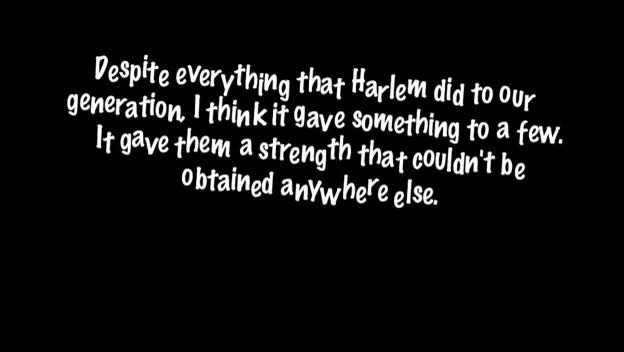 Despite everything that Harlem did to our
generation, I think it gave something to a few.
It gave them a strength that couldn't be
obtained anywhere else.